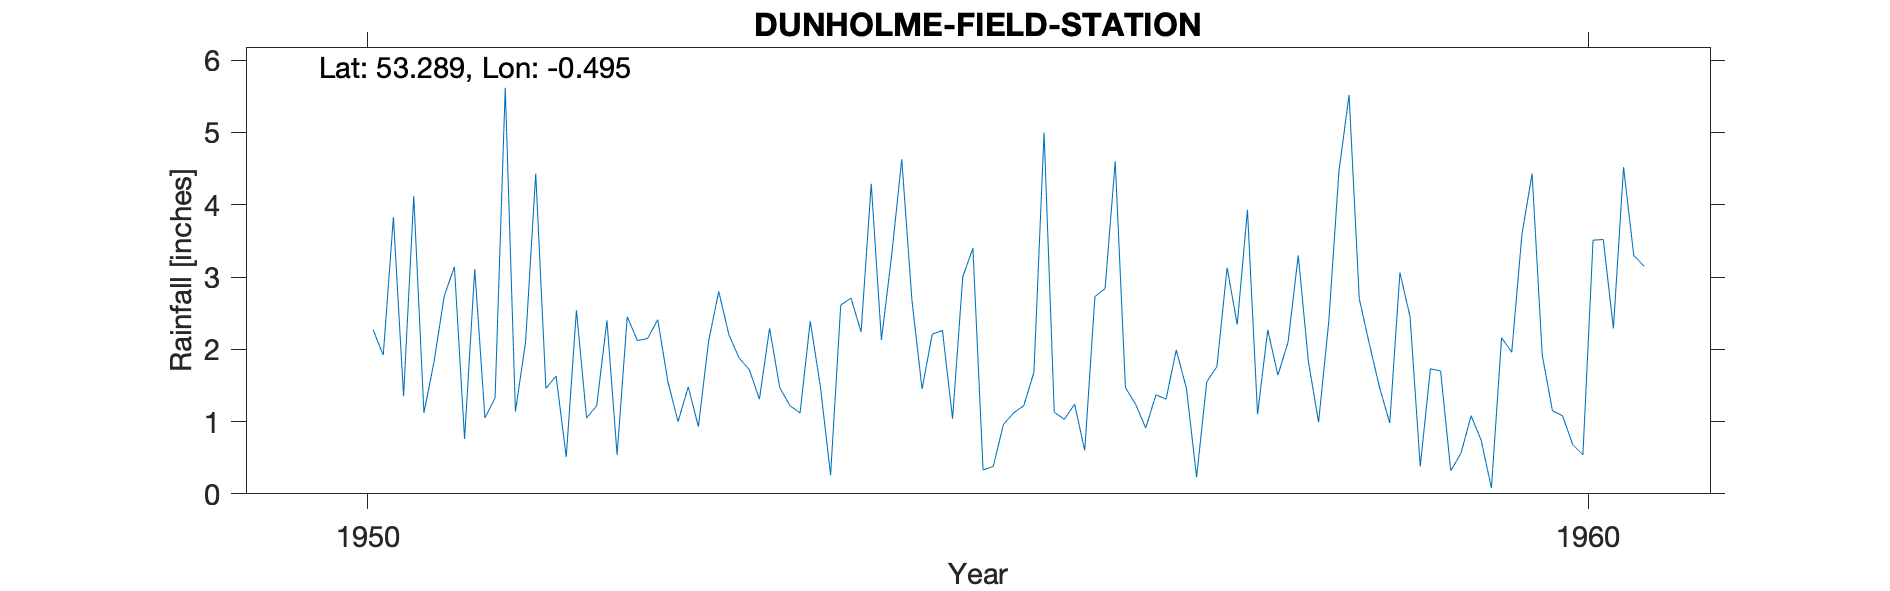 DUNHOLME-FIELD-STATION
Lat: 53.289, Lon: -0.495
6
5
4
3
2
1
0
Rainfall [inches]
1950
1960
Year